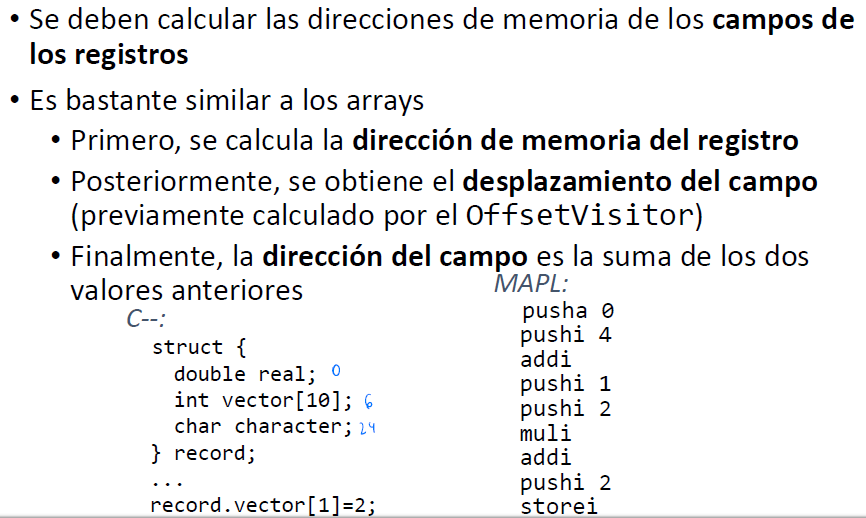 • Se deben calcular las direcciones de memoria de los campos de
los registros
• Es bastante similar a los arrays
• Primero, se calcula la dirección de memoria del registro
• Posteriormente, se obtiene el desplazamiento del campo
(previamente calculado por el OffsetVisitor)
• Finalmente, la dirección del campo es la suma de los dos
valores anteriores
C--:
struct {
double real; 0
int vector[10]; 6
char character; 24
} record;
...
record.vector[1]=2;
MAPL:
pusha 0
pushi 4
addi
pushi 1
pushi 2
muli
addi
pushi 2
storei